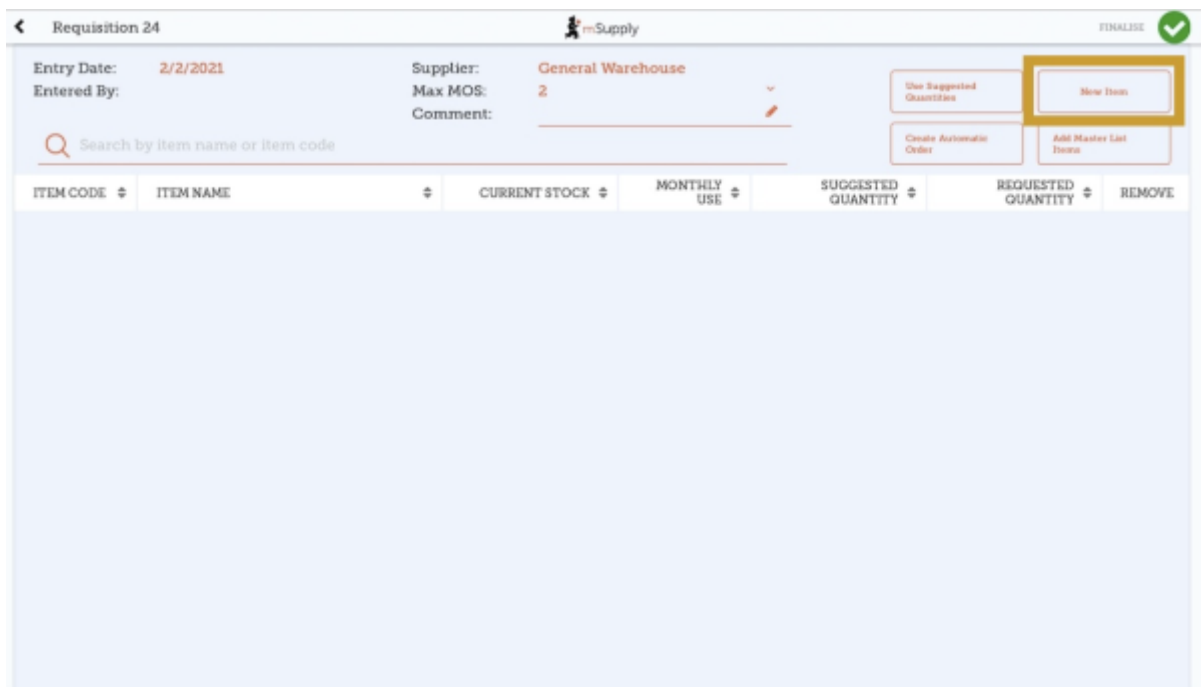 Requisition 24
mSupply
FINALISE
Entry Date: 2/2/2021
Supplier: General Warehouse
Entered By:
Max MOS: 2
Comment:
Use Suggested
Quantities
New Item
Search by item name or item code
Create Automatic
Order
Add Master List
Items
ITEM CODE ITEM NAME CURRENT STOCK MONTHLY USE SUGGESTED QUANTITY REQUESTED QUANTITY REMOVE